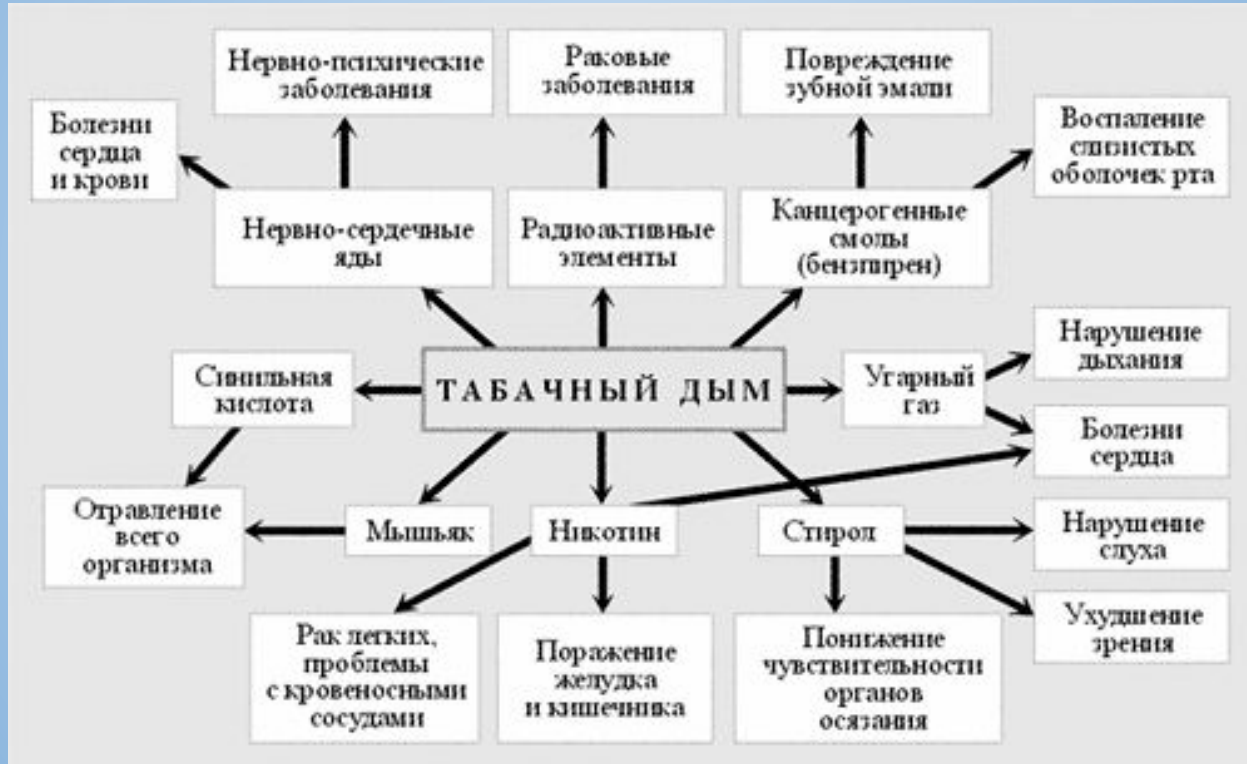 Нервно-психические
заболевания
Раковые
заболевания
Повреждение
зубной эмали
Болезни
сердца
и крови
Воспаление
слизистых
оболочек рта
Нервно-сердечные
яды
Радиоактивные
элементы
Канцерогенные
смолы
(бензпирен)
Синильная
кислота
ТАБАЧНЫЙ ДЫМ
Угарный
газ
Нарушение
дыхания
Болезни
сердца
Отравление
всего
организма
Мышьяк
Никотин
Стирол
Нарушение
слуха
Ухудшение
зрения
Рак легких,
проблемы
с кровеносными
сосудами
Поражение
желудка
и кишечника
Понижение
чувствительности
органов
осязания